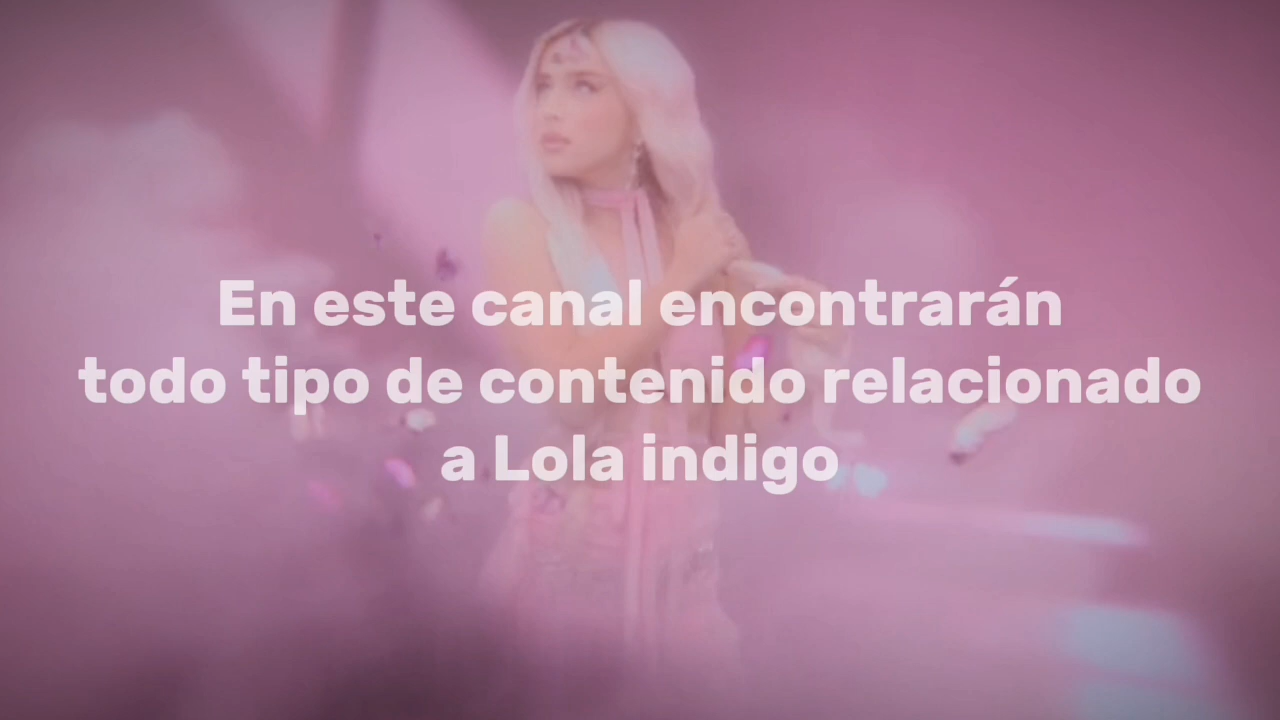 En este canal encontrarán
todo tipo de contenido relacionado
a Lola indigo